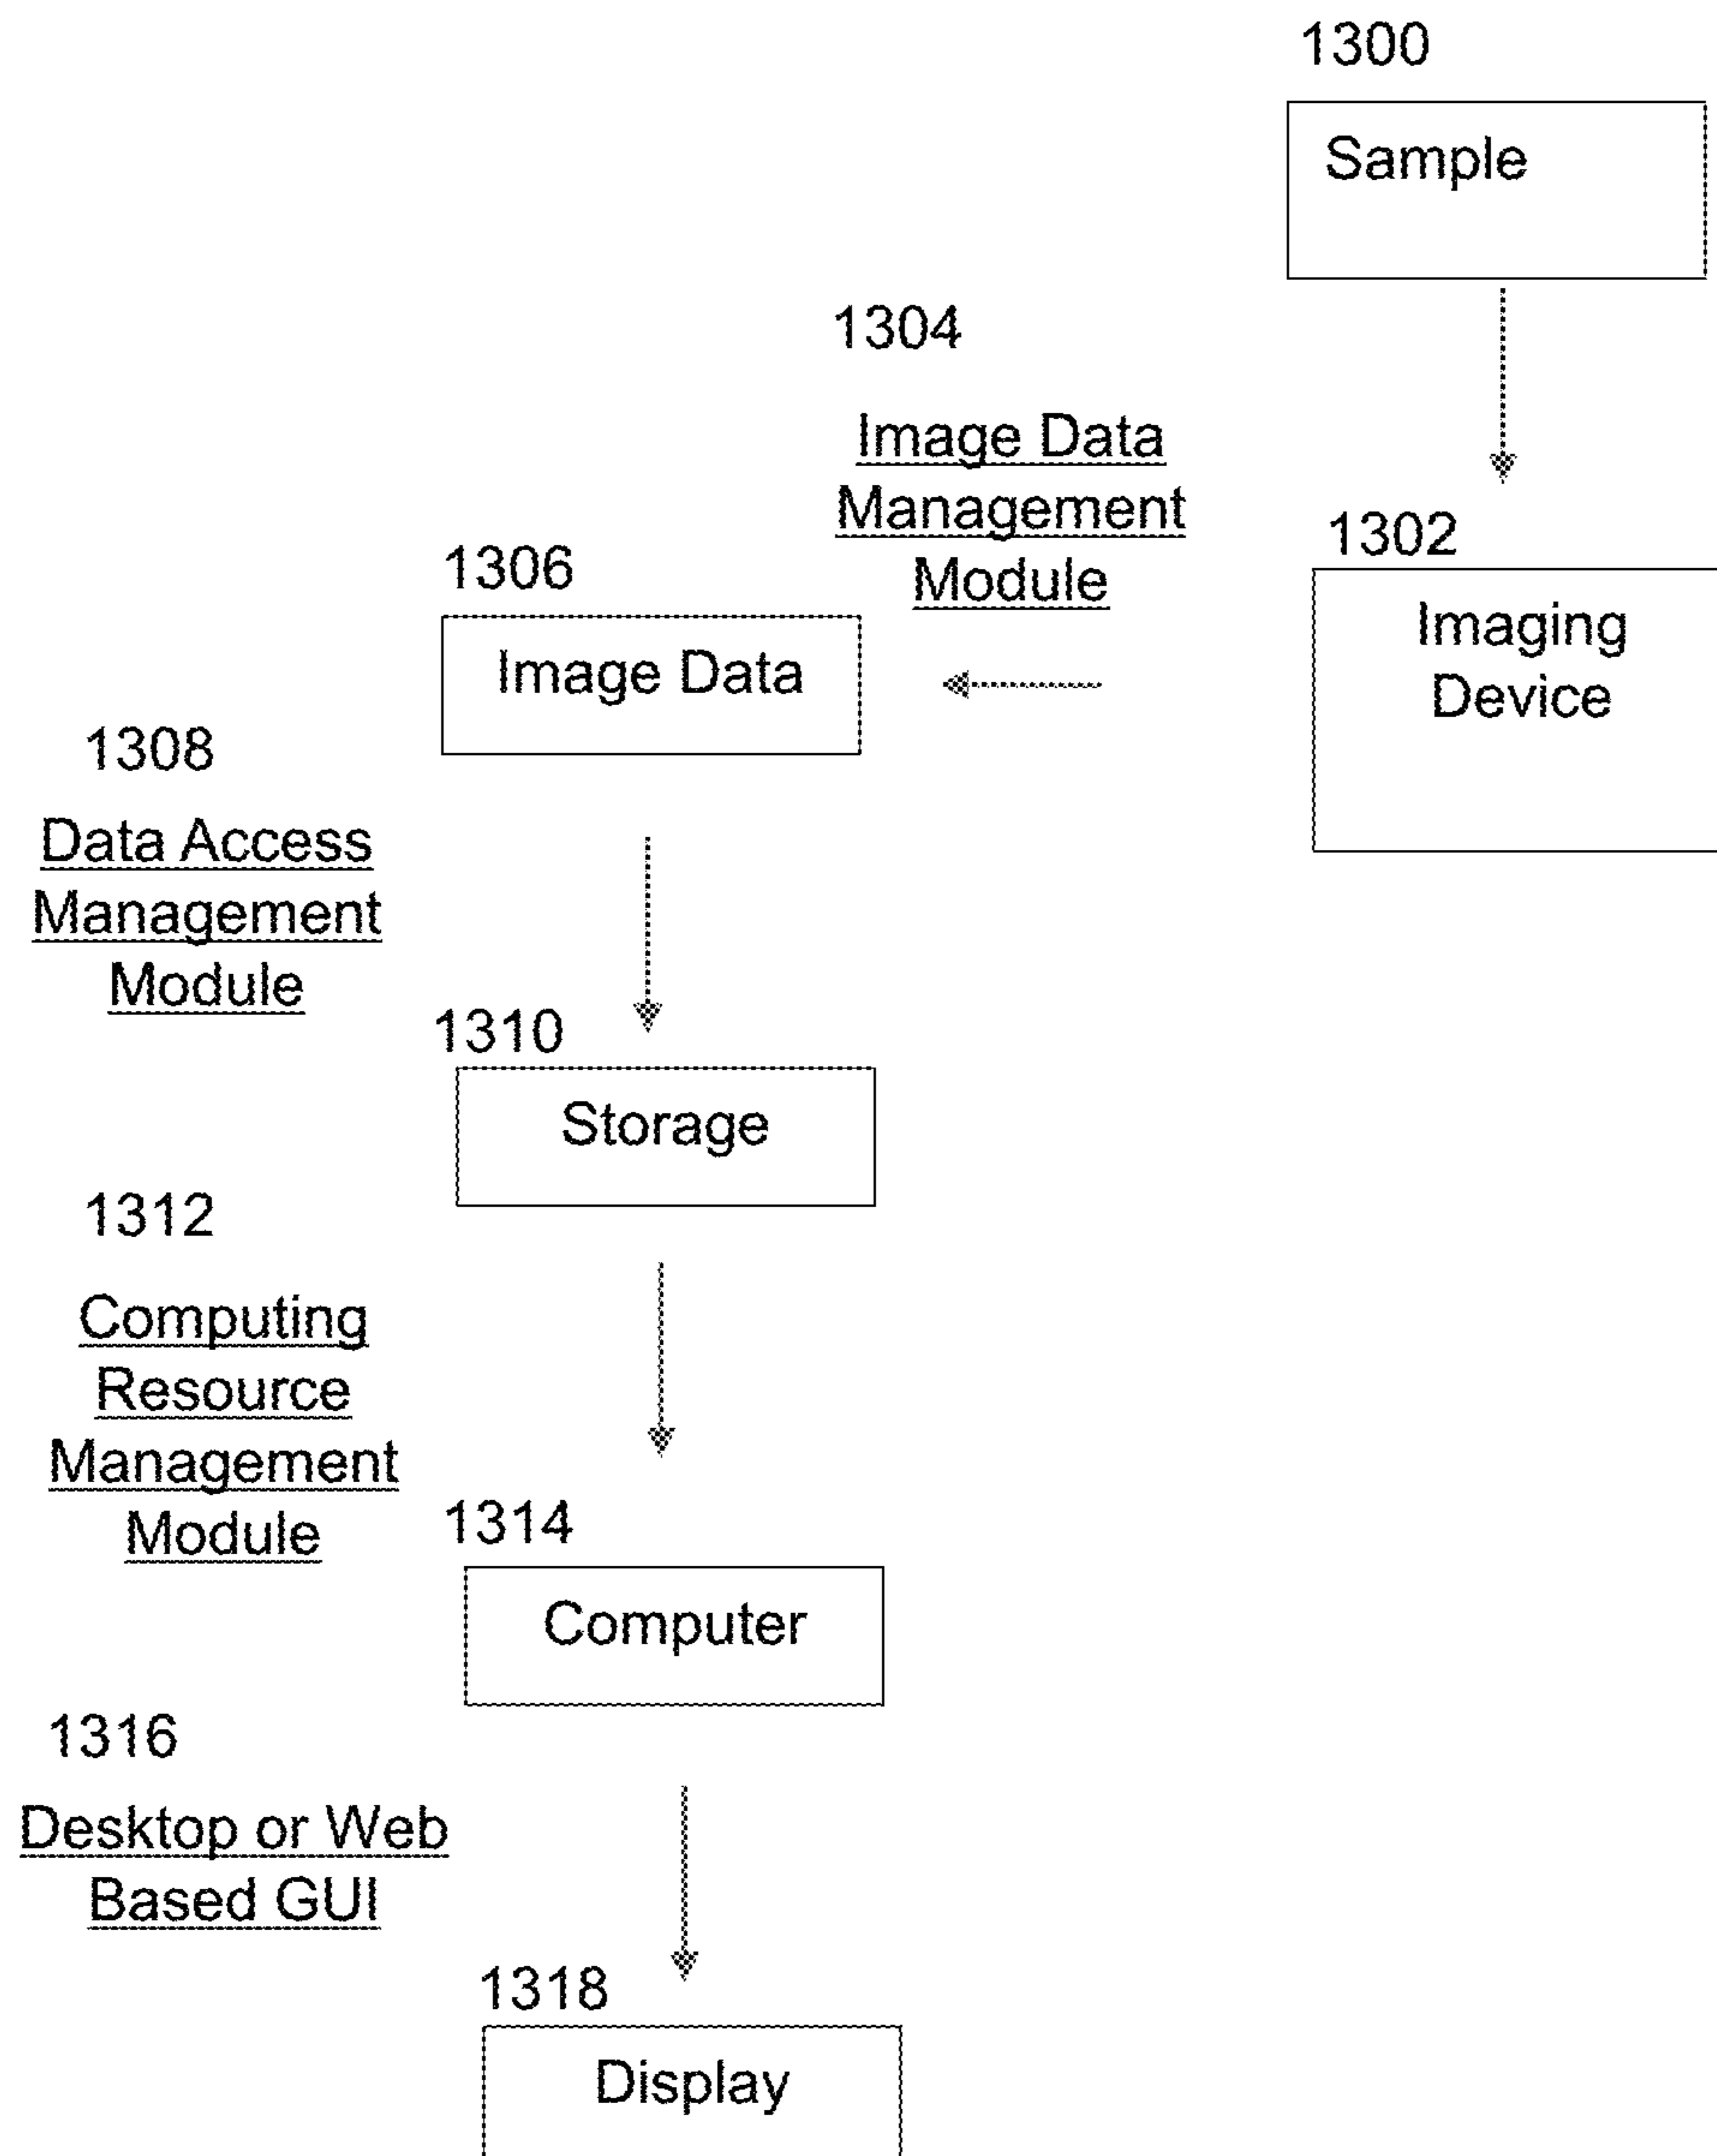 1300
Sample
1304
Image Data
Management
Module
1302
Imaging
Device
1306
Image Data
1308
Data Access
Management
Module
1310
Storage
1312
Computing
Resource
Management
Module
1314
Computer
1316
Desktop or Web
Based GUI
1318
Display